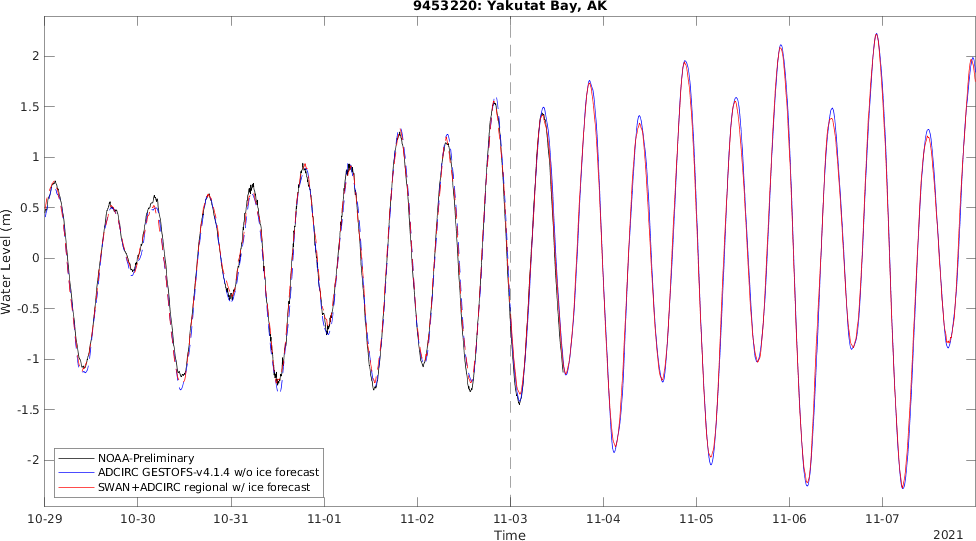 9453220: Yakutat Bay, AK
Water Level (m)
2
1.5
1
0.5
0
-0.5
-1
-1.5
-2
NOAA-Preliminary
ADCIRC GESTOFS-v4.1.4 w/o ice forecast
SWAN+ADCIRC regional w/ ice forecast
10-29 10-30 10-31 11-01 11-02 11-03 11-04 11-05 11-06 11-07
Time
2021